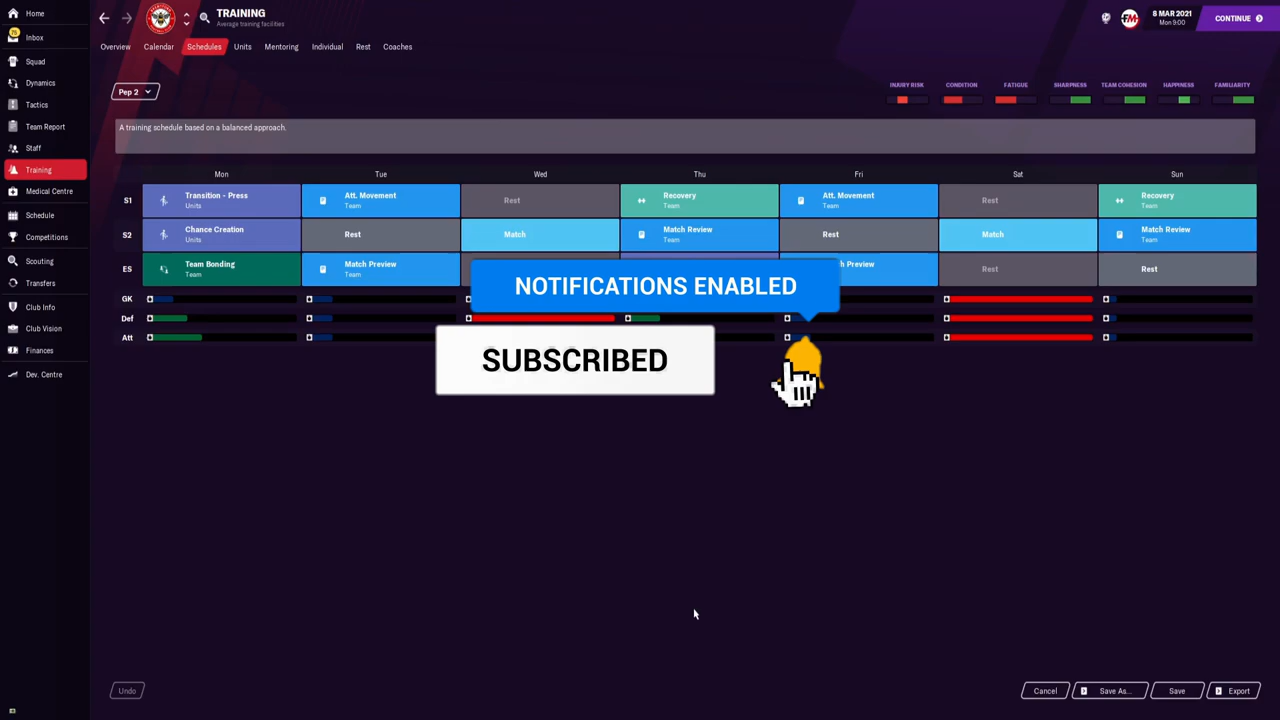 Home
TRAINING
Average training facilities
8 MAR 2021
Mon 9:00
CONTINUE
Inbox
Overview
Calendar
Schedules
Units
Mentoring
Individual
Rest
Coaches
Squad
Dynamics
Tactics
Team Report
Staff
Training
Medical Centre
Schedule
Competitions
Scouting
Transfers
Club Info
Club Vision
Finances
Dev. Centre
Pep 2
INJURY RISK
CONDITION
FATIGUE
SHARPNESS
TEAM COHESION
HAPPINESS
FAMILIARITY
A training schedule based on a balanced approach.
Mon
Tue
Wed
Thu
Fri
Sat
Sun
S1
Transition - Press
Units
Att. Movement
Team
Rest
Recovery
Team
Att. Movement
Team
Rest
Recovery
Team
S2
Chance Creation
Units
Rest
Match
Match Review
Team
Rest
Match
Match Review
Team
ES
Team Bonding
Team
Match Preview
Team
Preview
Rest
Rest
NOTIFICATIONS ENABLED
GK
Def
Att
SUBSCRIBED
Undo
Cancel
Save As...
Save
Export